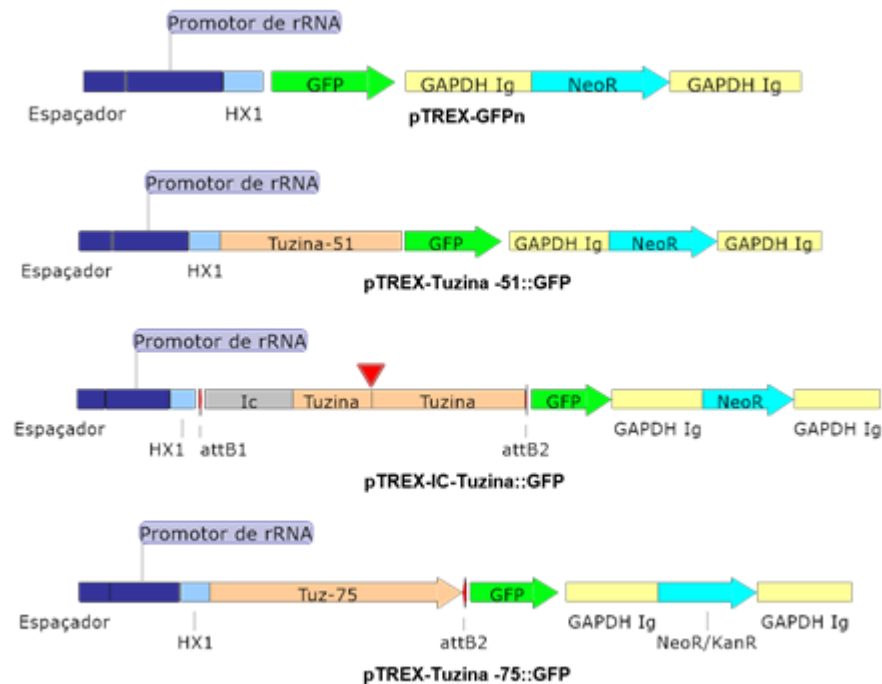 Promotor de rRNA
GFP GAPDH Ig NeoR GAPDH Ig
Espaçador HX1
pTREX-GFPn
Promotor de rRNA
Tuzina-51 GFP GAPDH Ig NeoR GAPDH Ig
Espaçador HX1
pTREX-Tuzina -51::GFP
Promotor de rRNA
Ic Tuzina Tuzina GFP NeoR
Espaçador GAPDH Ig GAPDH Ig
HX1 attB1 attB2
pTREX-IC-Tuzina::GFP
Promotor de rRNA
Tuz-75 GFP
Espaçador GAPDH Ig GAPDH Ig
HX1 attB2 NeoR/KanR
pTREX-Tuzina -75::GFP